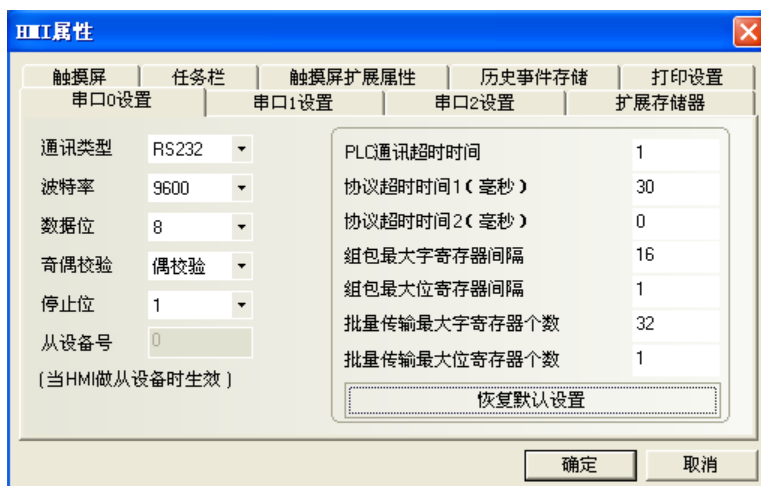 HMI属性
触摸屏 任务栏 触摸屏扩展属性 历史事件存储 打印设置
串口0设置 串口1设置 串口2设置 扩展存储器
通讯类型 RS232
波特率 9600
数据位 8
奇偶校验 偶校验
停止位 1
从设备号 0
(当HMI做从设备时生效)
PLC通讯超时时间 1
协议超时时间1(毫秒) 30
协议超时时间2(毫秒) 0
组包最大字寄存器间隔 16
组包最大位寄存器间隔 1
批量传输最大字寄存器个数 32
批量传输最大位寄存器个数 1
恢复默认设置
确定 取消